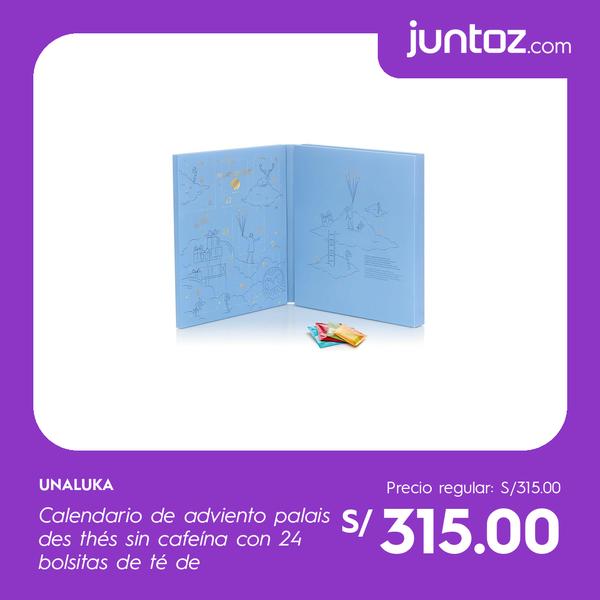 juntoz.com
UNALUKA
Calendario de adviento palais
des thés sin cafeína con 24
bolsitas de té de
Precio regular: S/315.00
S/ 315.00